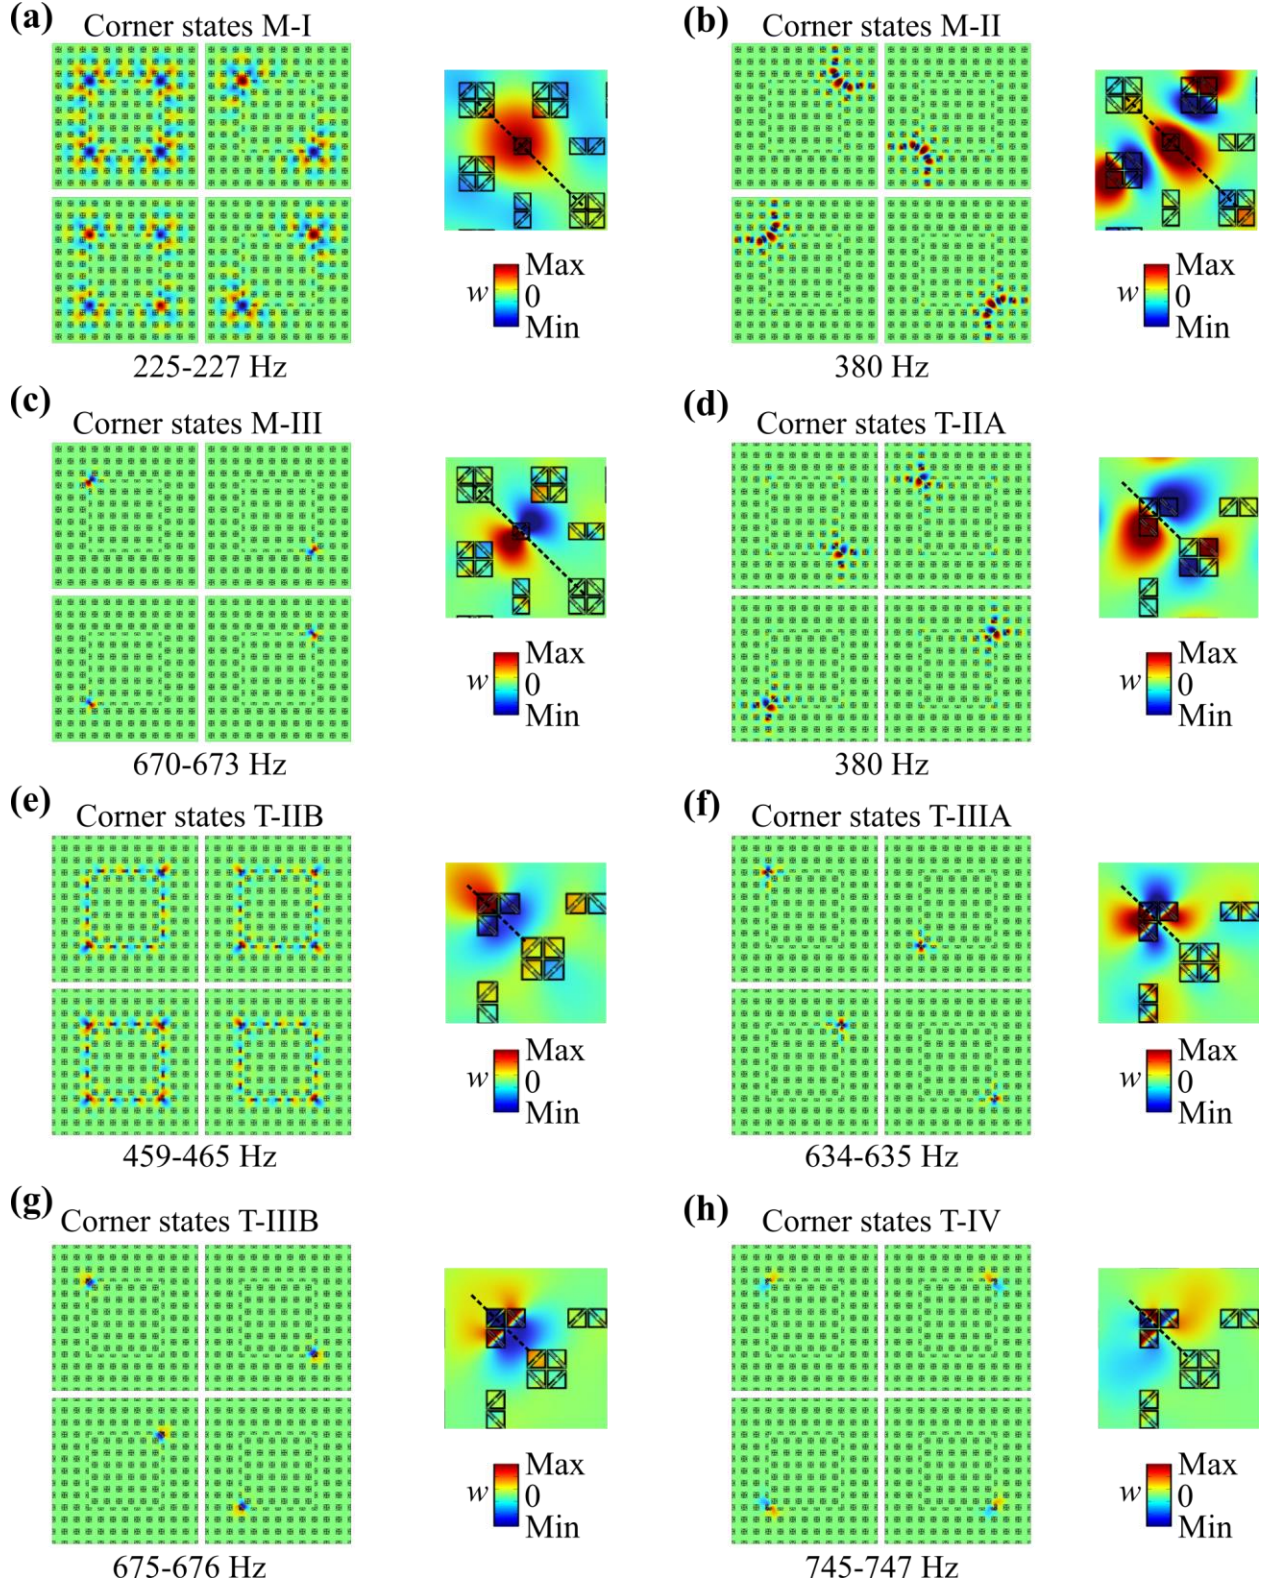 (a)
Corner states M-I
w
Max
0
Min
225-227 Hz
(b)
Corner states M-II
w
Max
0
Min
380 Hz
(c)
Corner states M-III
w
Max
0
Min
670-673 Hz
(d)
Corner states T-IIA
w
Max
0
Min
380 Hz
(e)
Corner states T-IIB
w
Max
0
Min
459-465 Hz
(f)
Corner states T-IIIA
w
Max
0
Min
634-635 Hz
(g)
Corner states T-IIIB
w
Max
0
Min
675-676 Hz
(h)
Corner states T-IV
w
Max
0
Min
745-747 Hz